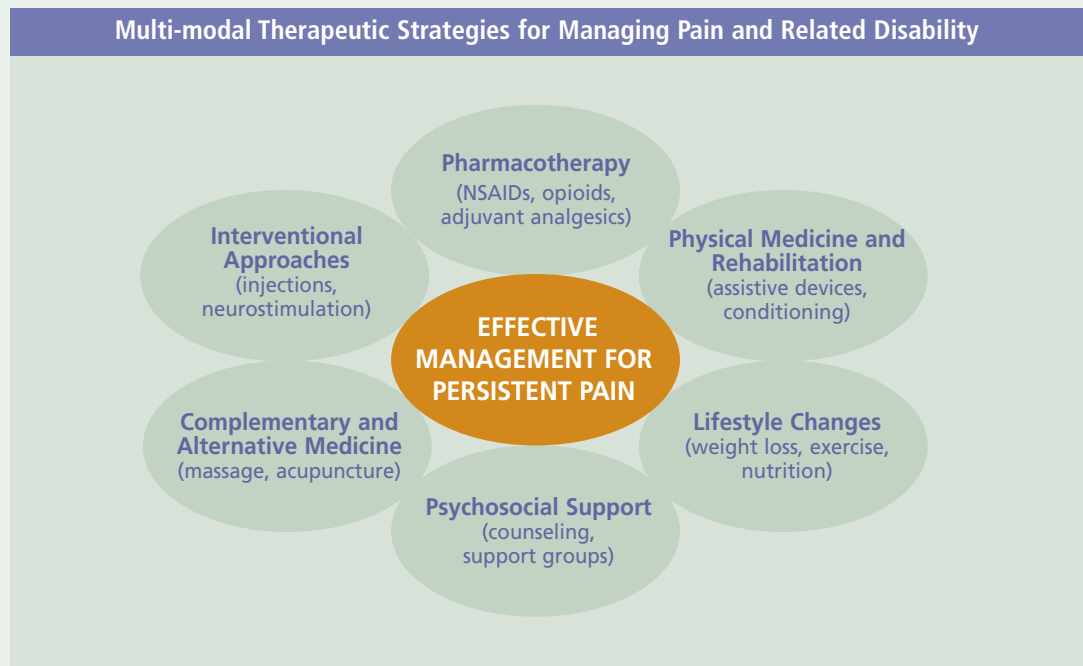 Multi-modal Therapeutic Strategies for Managing Pain and Related Disability
Pharmacotherapy
(NSAIDs, opioids,
adjuvant analgesics)
Interventional
Approaches
(injections,
neurostimulation)
Physical Medicine and
Rehabilitation
(assistive devices,
conditioning)
EFFECTIVE
MANAGEMENT FOR
PERSISTENT PAIN
Complementary and
Alternative Medicine
(massage, acupuncture)
Lifestyle Changes
(weight loss, exercise,
nutrition)
Psychosocial Support
(counseling,
support groups)